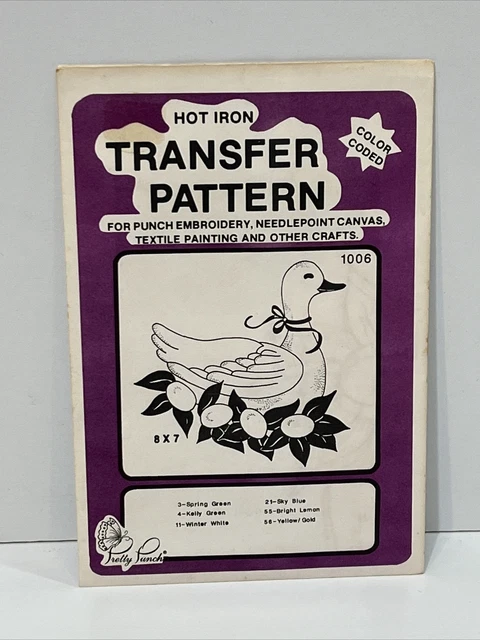 HOT IRON
TRANSFER
PATTERN
COLOR
CODED
FOR PUNCH EMBROIDERY, NEEDLEPOINT CANVAS,
TEXTILE PAINTING AND OTHER CRAFTS.
1006
8 X 7
3-Spring Green
4-Kelly Green
11-Winter White
21-Sky Blue
55-Bright Lemon
56-Yellow/Gold
Pretty Punch®